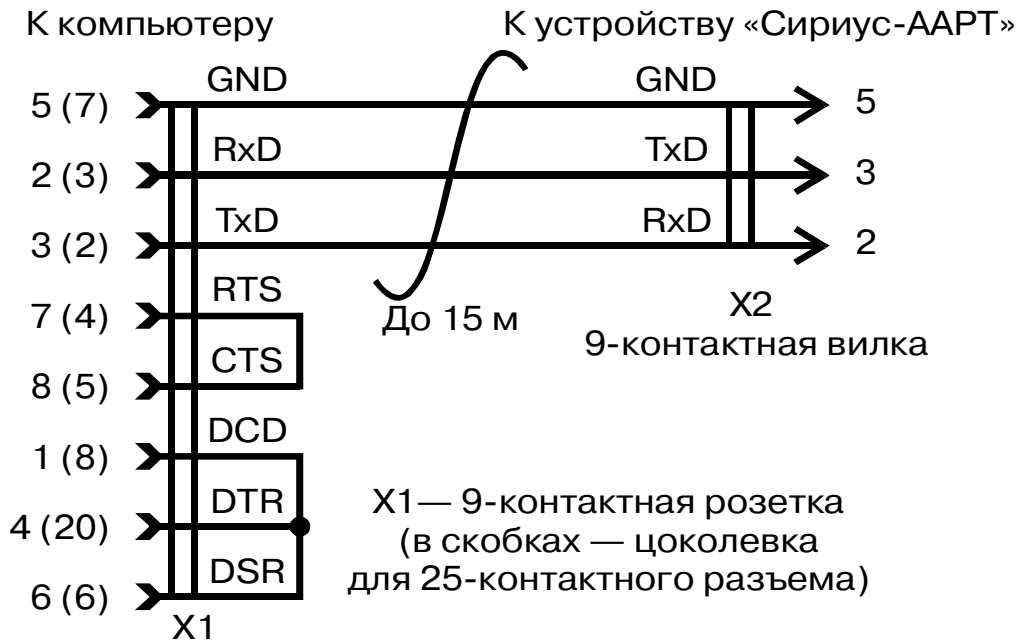 К компьютеру
К устройству «Сириус-ААРТ»
5 (7)
GND
GND
5
2 (3)
RxD
TxD
3
3 (2)
TxD
RxD
2
7 (4)
RTS
До 15 м
X2
9-контактная вилка
8 (5)
CTS
1 (8)
DCD
4 (20)
DTR
6 (6)
DSR
X1— 9-контактная розетка
(в скобках — цоколевка
для 25-контактного разъема)
X1